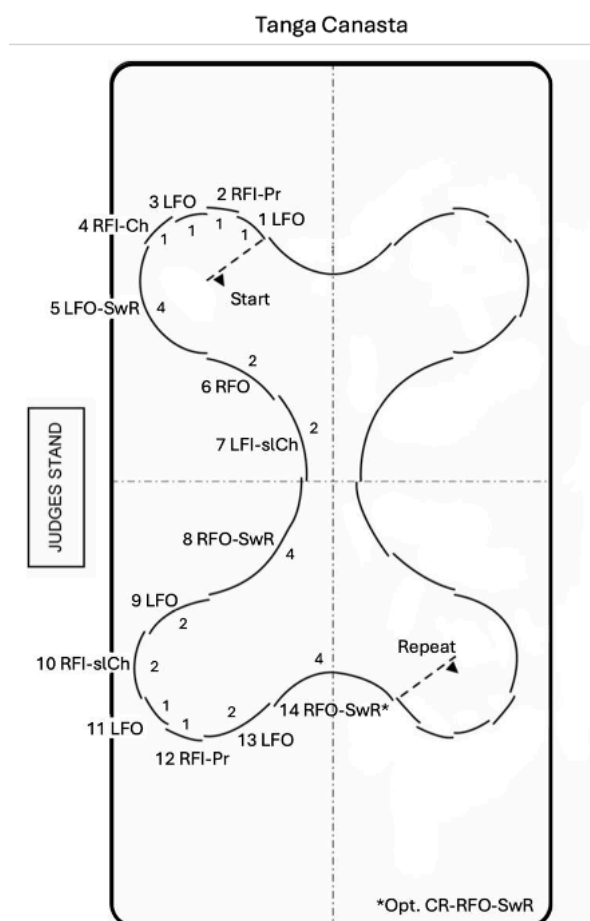 Tanga Canasta
3 LFO
2 RFI-Pr
4 RFI-Ch
1 LFO
1
1
1
1
Start
5 LFO-SwR
4
2
6 RFO
2
7 LFI-slCh
JUDGES STAND
8 RFO-SwR
4
9 LFO
2
Repeat
10 RFI-slCh
2
4
1
2
14 RFO-SwR*
11 LFO
1
13 LFO
12 RFI-Pr
*Opt. CR-RFO-SwR